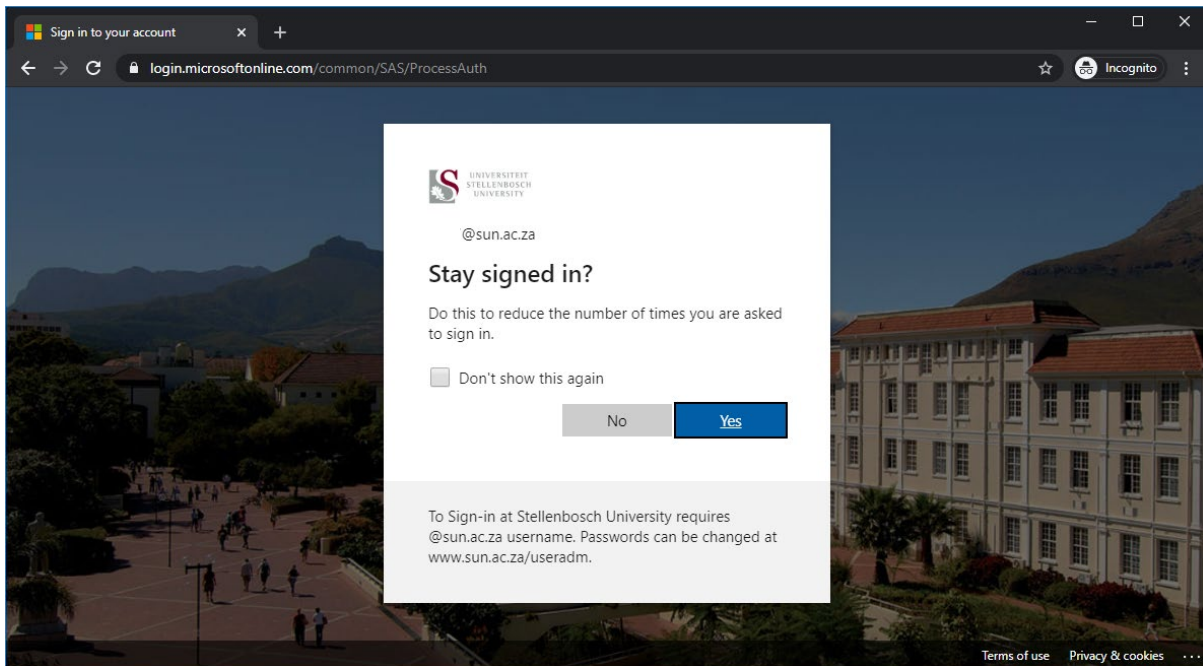 Sign in to your account
login.microsoftonline.com/common/SAS/ProcessAuth
Incognito
UNIVERSITEIT
STELLENBOSCH
UNIVERSITY
@sun.ac.za
Stay signed in?
Do this to reduce the number of times you are asked
to sign in.
Don't show this again
No
Yes
To Sign-in at Stellenbosch University requires
@sun.ac.za username. Passwords can be changed at
www.sun.ac.za/useradm.
Terms of use
Privacy & cookies